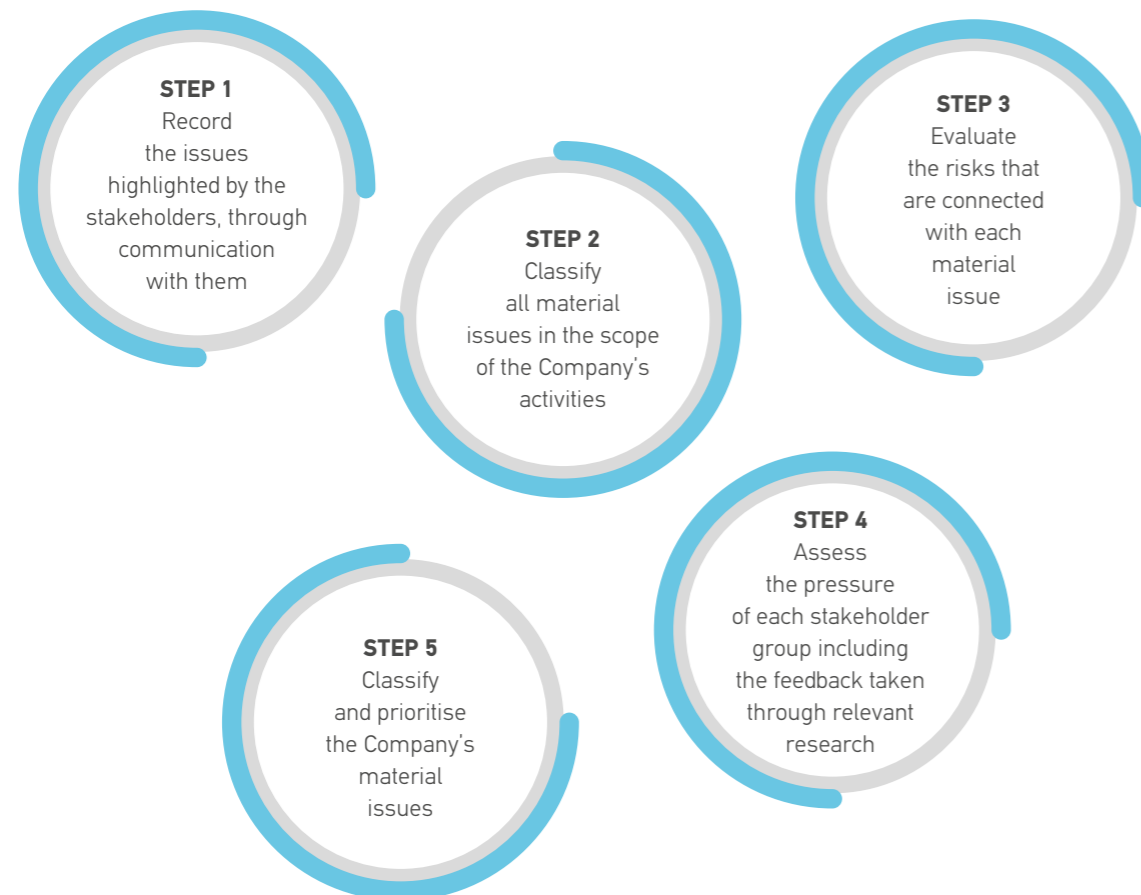 STEP 1
Record
the issues
highlighted by the
stakeholders, through
communication
with them
STEP 2
Classify
all material
issues in the scope
of the Company's
activities
STEP 3
Evaluate
the risks that
are connected
with each
material
issue
STEP 4
Assess
the pressure
of each stakeholder
group including
the feedback taken
through relevant
research
STEP 5
Classify
and prioritise
the Company's
material
issues